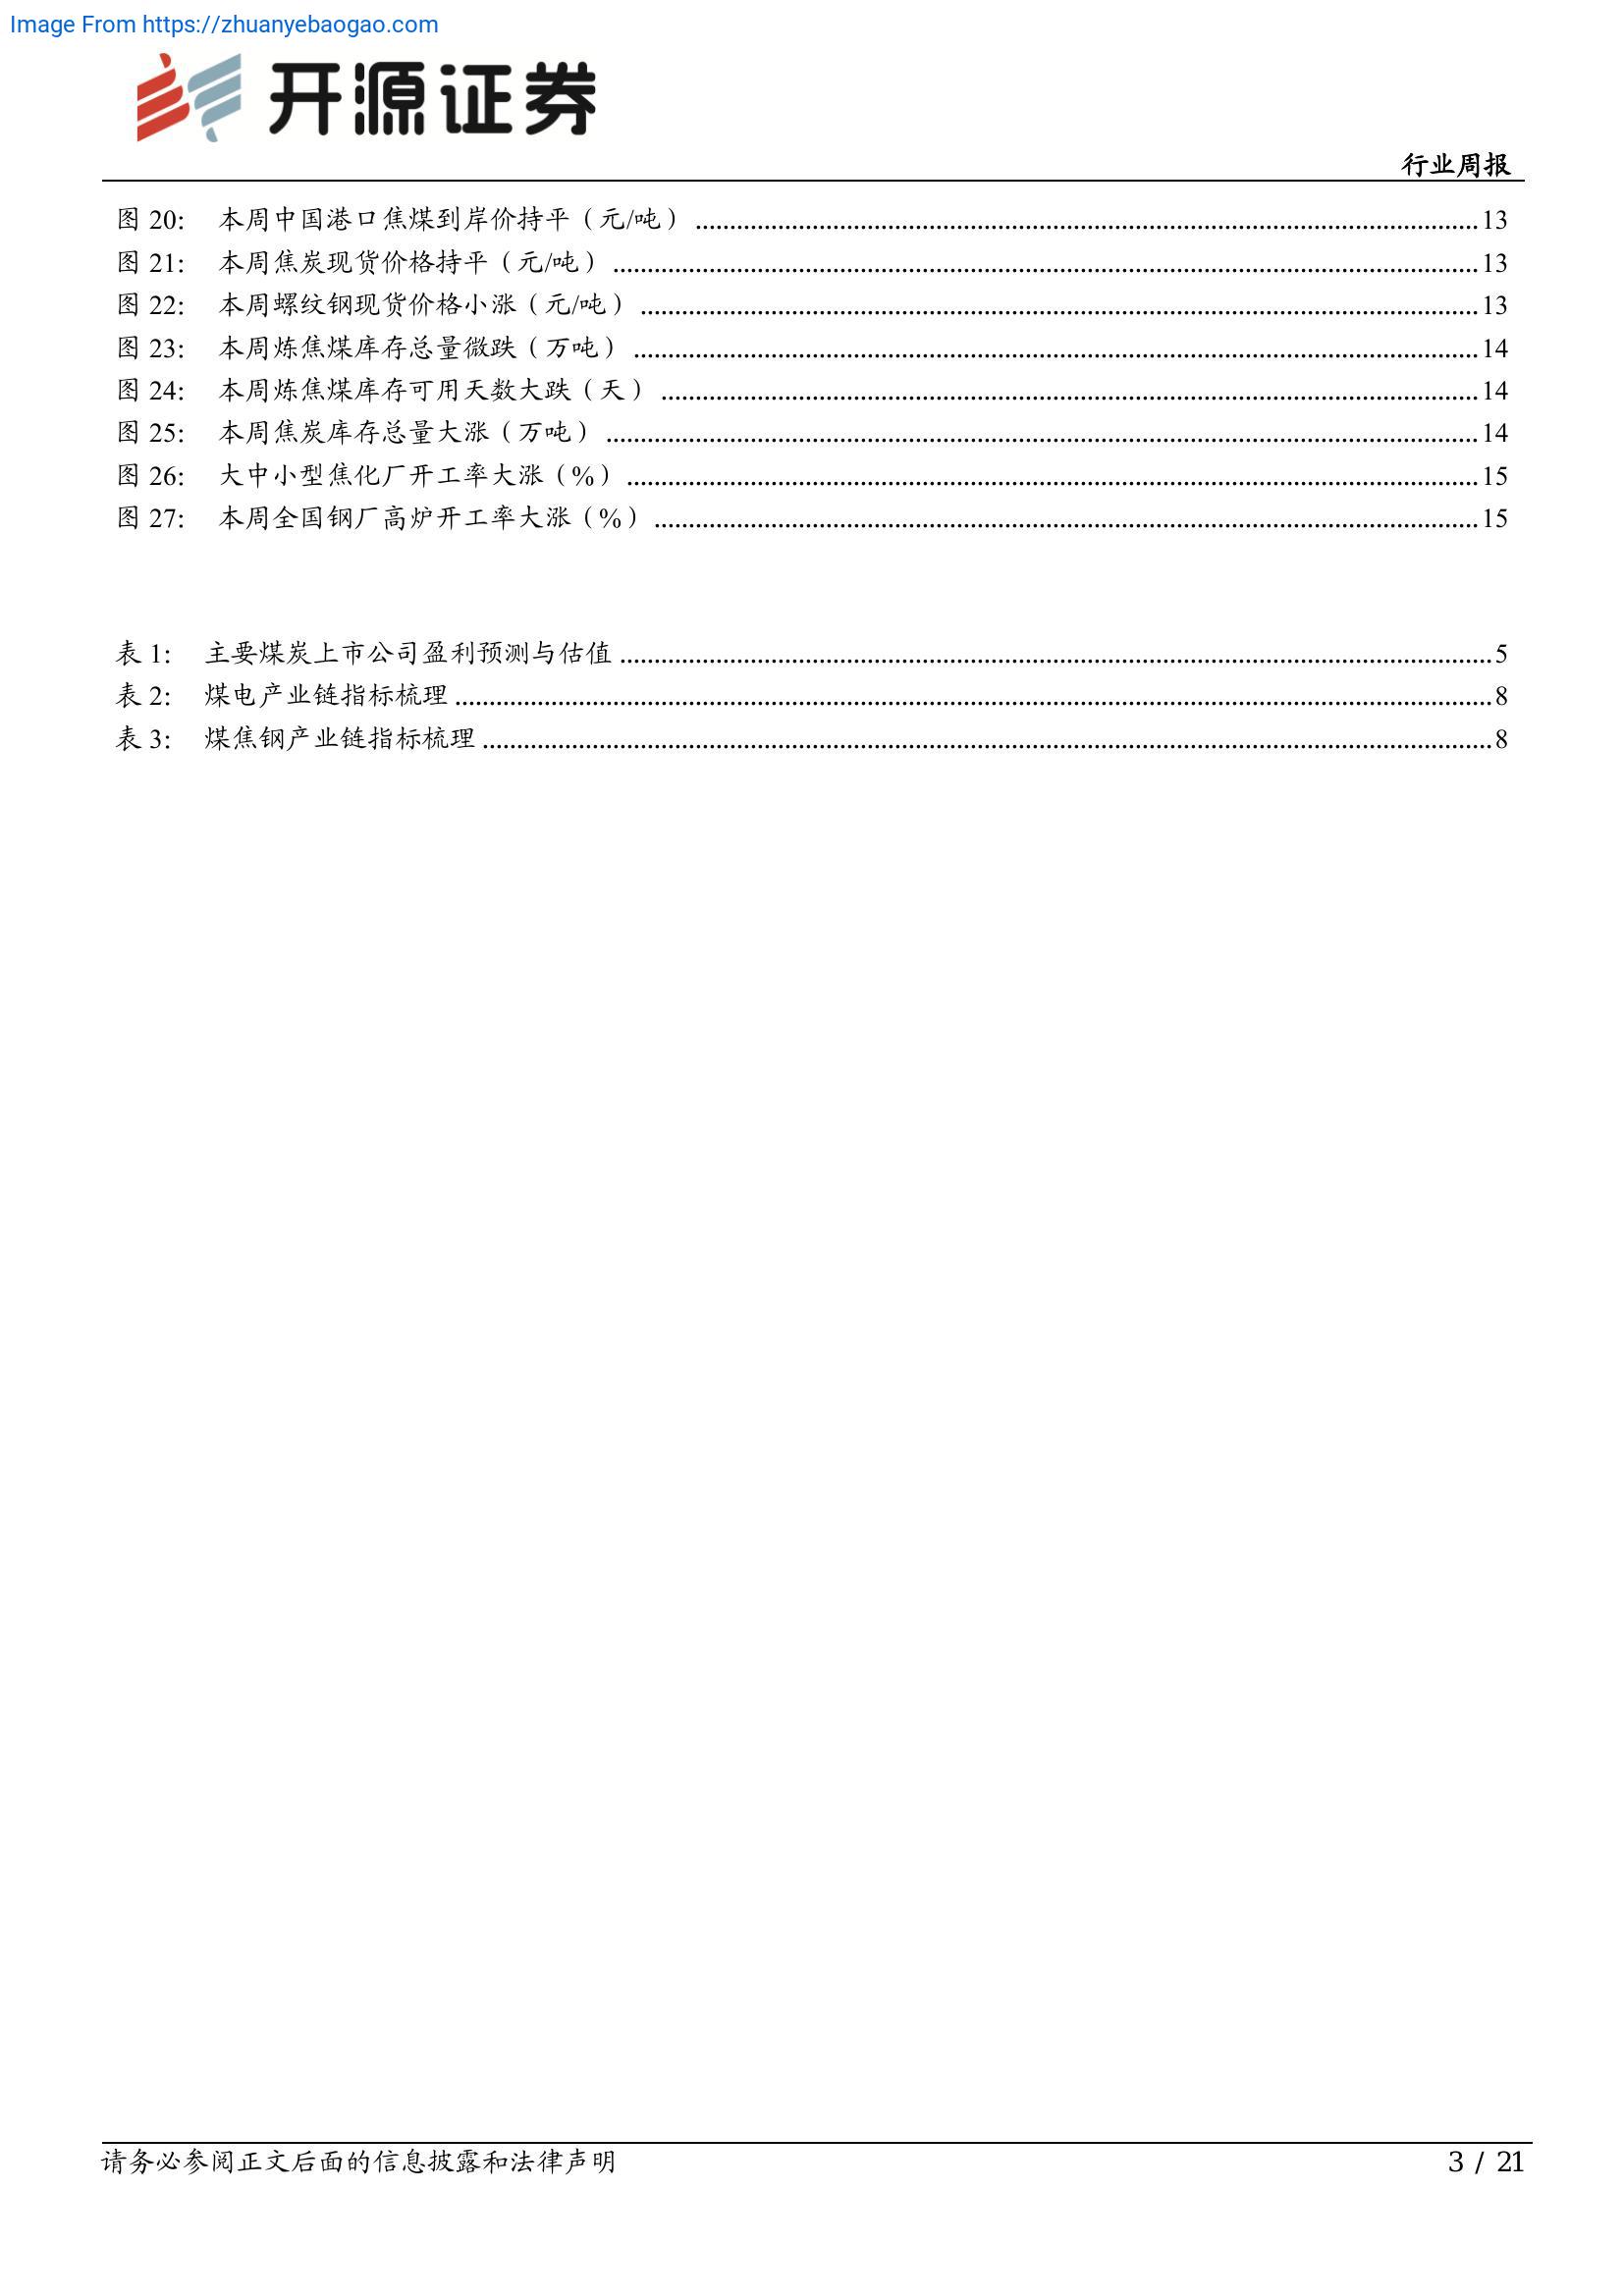 Image From https://zhuanyebaogao.com
开源证券
行业周报
图 20: 本周中国港口焦煤到岸价持平（元/吨） ........ 13
图 21: 本周焦炭现货价格持平（元/吨） ........ 13
图 22: 本周螺纹钢现货价格小涨（元/吨） ........ 13
图 23: 本周炼焦煤库存总量微跌（万吨） ........ 14
图 24: 本周炼焦煤库存可用天数大跌（天） ........ 14
图 25: 本周焦炭库存总量大涨（万吨） ........ 14
图 26: 大中小型焦化厂开工率大涨（%） ........ 15
图 27: 本周全国钢厂高炉开工率大涨（%） ........ 15
表 1: 主要煤炭上市公司盈利预测与估值 ........ 5
表 2: 煤电产业链指标梳理 ........ 8
表 3: 煤焦钢产业链指标梳理 ........ 8
请务必参阅正文后面的信息披露和法律声明 3 / 21